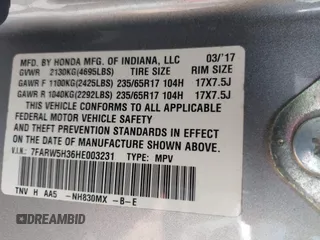 MFD. BY HONDA MFG. OF INDIANA, LLC 03/'17
GVWR 2130KG(4695LBS) TIRE SIZE RIM SIZE
GAWR F 1100KG(2425LBS) 235/65R17 104H 17X7.5J
GAWR R 1040KG(2292LBS) 235/65R17 104H 17X7.5J
THIS VEHICLE CONFORMS TO ALL APPLICABLE
FEDERAL MOTOR VEHICLE SAFETY
AND THEFT PREVENTION STANDARDS IN EFFECT
ON THE DATE OF MANUFACTURE SHOWN ABOVE.
V.I.N.: 7FARW5H36HE003231 TYPE: MPV
TNV H AA5 -NH830MX -B-E